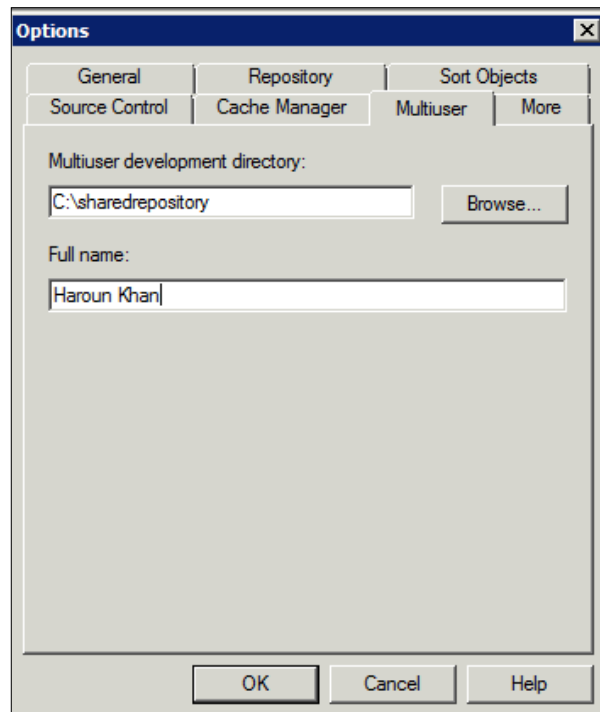 Options
General Repository Sort Objects
Source Control Cache Manager Multiuser More
Multiuser development directory:
C:\sharedrepository Browse...
Full name:
Haroun Khan
OK Cancel Help